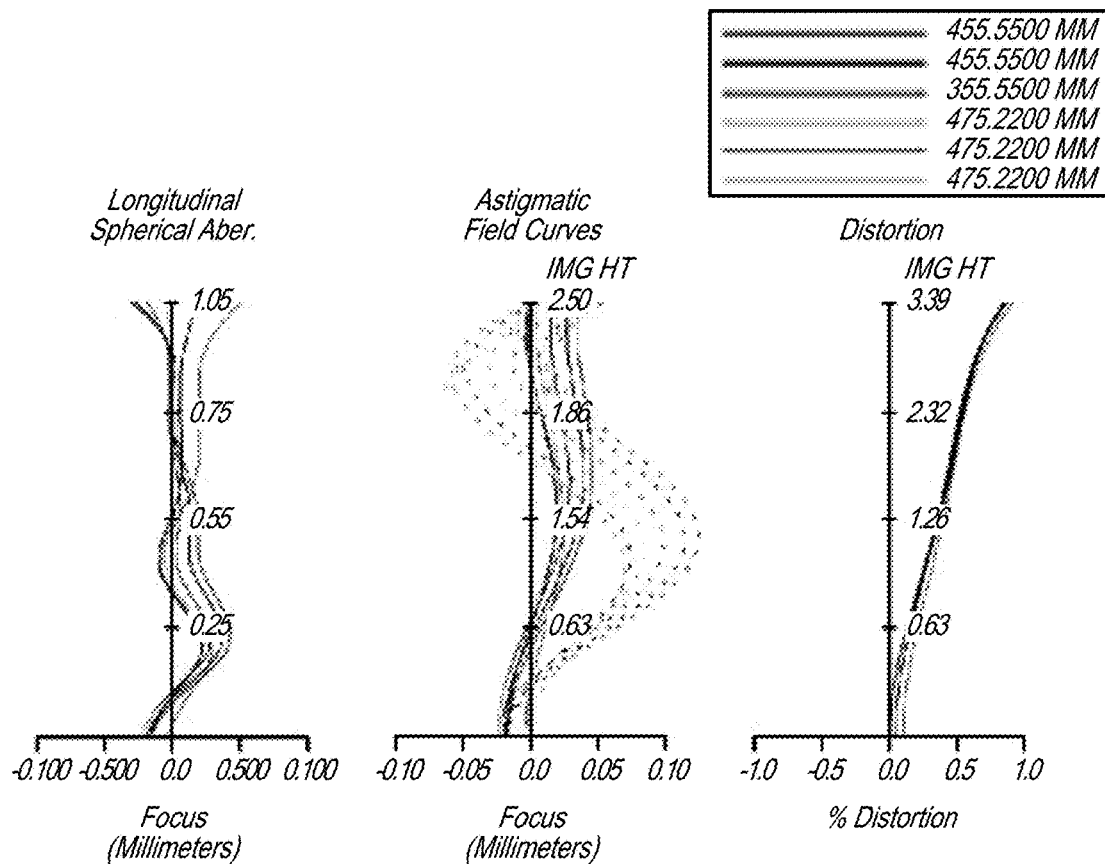 455.5500 MM
455.5500 MM
355.5500 MM
475.2200 MM
475.2200 MM
475.2200 MM
Longitudinal
Spherical Aber.
1.05
0.75
0.55
0.25
-0.100 -0.500 0.0 0.500 0.100
Focus
(Millimeters)
Astigmatic
Field Curves
IMG HT
2.50
1.86
1.54
0.63
-0.10 -0.05 0.0 0.05 0.10
Focus
(Millimeters)
Distortion
IMG HT
3.39
2.32
1.26
0.63
-1.0 -0.5 0.0 0.5 1.0
% Distortion